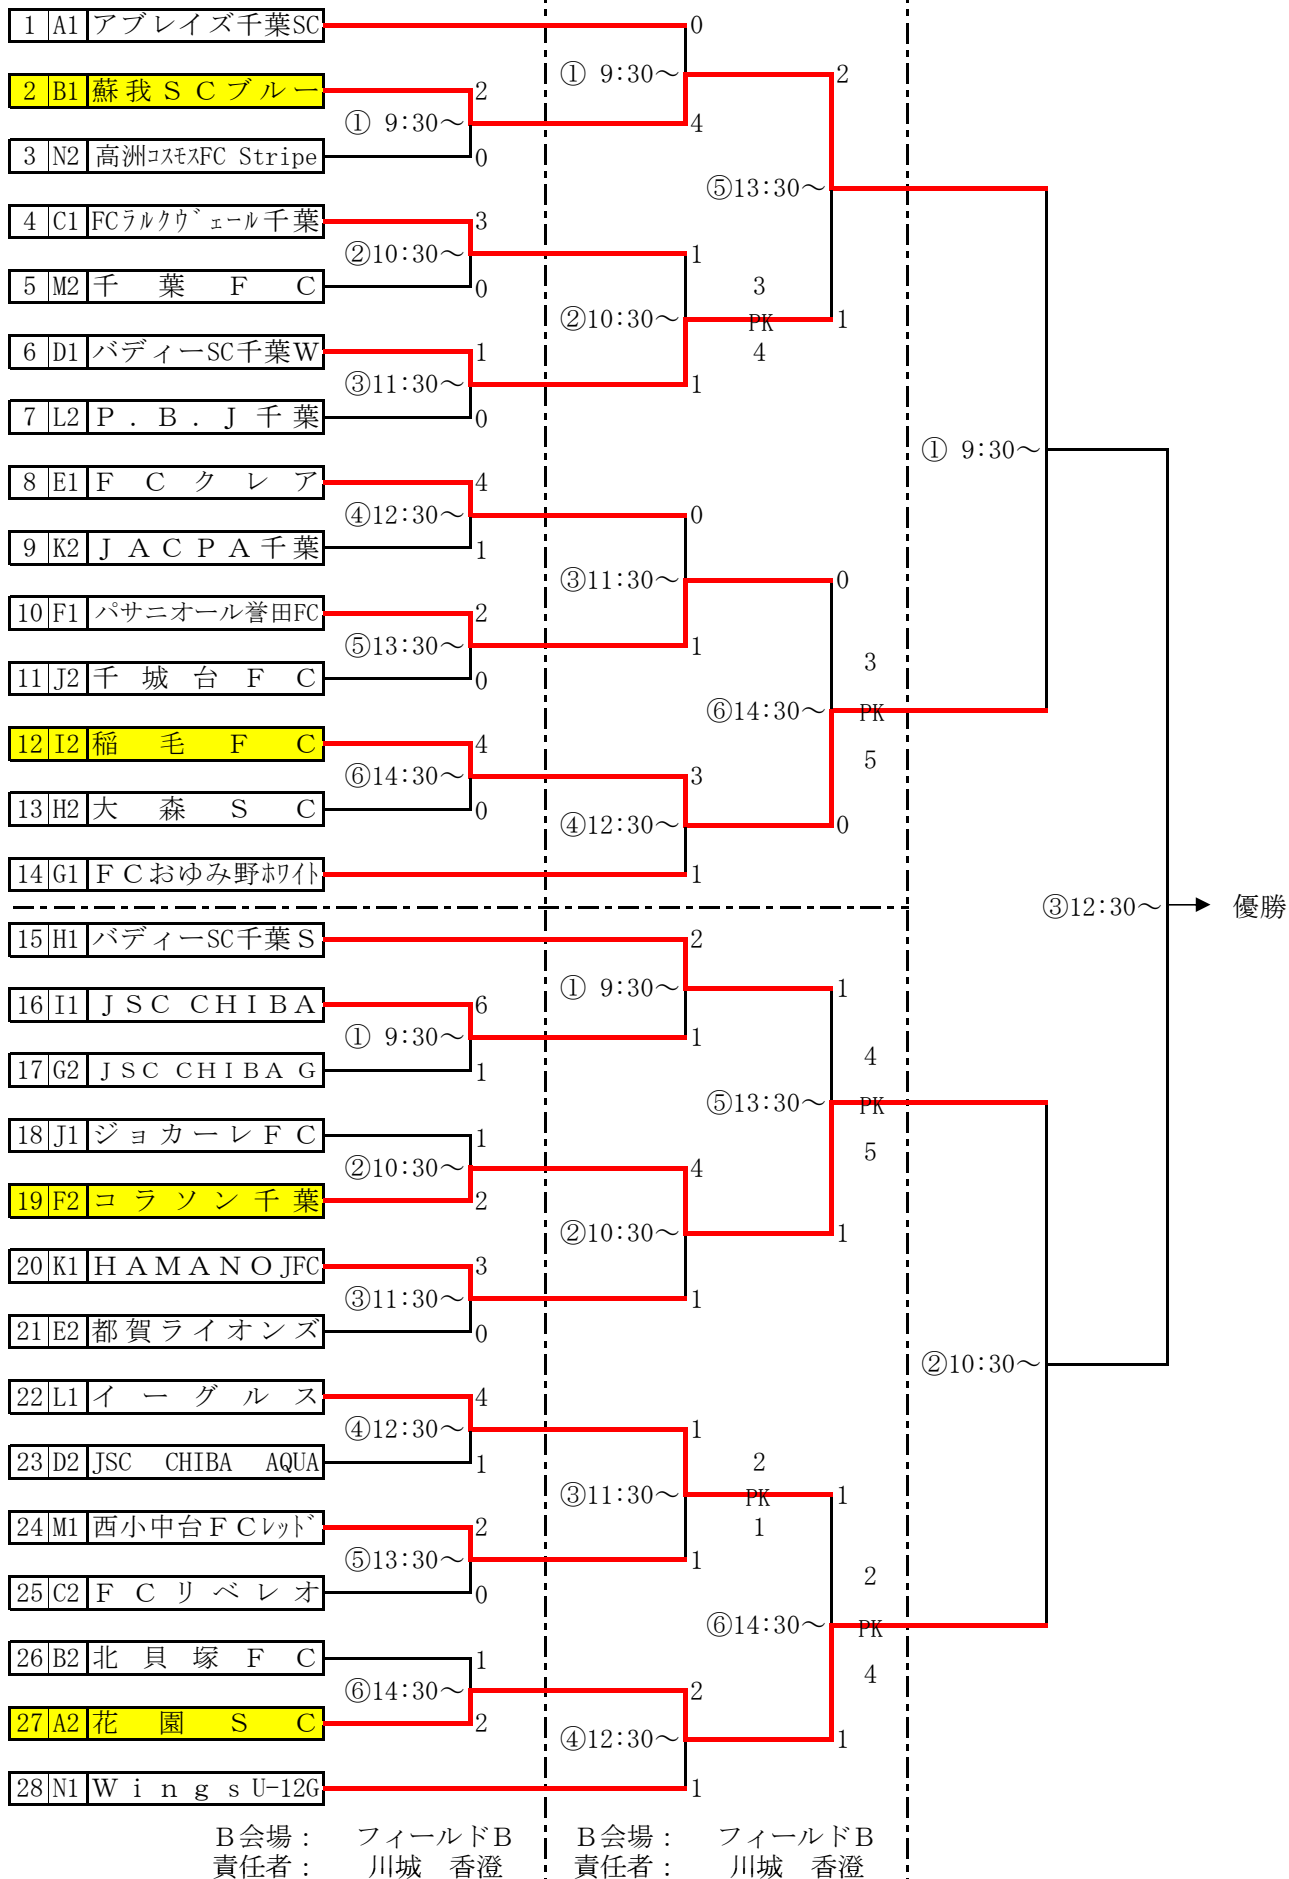 1 A1 アブレイズ千葉SC 0
① 9:30～ 2
2 B1 蘇我ＳＣブルー 2
① 9:30～ 4
3 N2 高洲ｺｽﾓｽFC Stripe 0
⑤13:30～
4 C1 FCﾗﾙｸｳﾞｪｰﾙ千葉 3
②10:30～ 1
5 M2 千葉ＦＣ 0
3
②10:30～ PK 1
6 D1 バディーSC千葉Ｗ 1
4
③11:30～ 1
7 L2 Ｐ．Ｂ．Ｊ千葉 0
① 9:30～
8 E1 ＦＣクレア 4
④12:30～ 0
9 K2 ＪＡＣＰＡ千葉 1
③11:30～ 0
10 F1 パサニオール誉田FC 2
⑤13:30～ 1
3
11 J2 千城台ＦＣ 0
⑥14:30～ PK
12 I2 稲毛ＦＣ 4
5
⑥14:30～ 3
13 H2 大森ＳＣ 0
④12:30～ 0
14 G1 ＦＣおゆみ野ﾎﾜｲﾄ 1
③12:30～ 優勝
15 H1 バディーSC千葉Ｓ 2
① 9:30～ 1
16 I1 ＪＳＣ ＣＨＩＢＡ 6
① 9:30～ 1
4
17 G2 ＪＳＣ ＣＨＩＢＡ Ｇ 1
⑤13:30～ PK
18 J1 ジョカーレＦＣ 1
5
②10:30～ 4
19 F2 コラソン千葉 2
②10:30～ 1
20 K1 ＨＡＭＡＮＯJFC 3
③11:30～ 1
21 E2 都賀ライオンズ 0
②10:30～
22 L1 イーグルス 4
④12:30～ 1
23 D2 JSC CHIBA AQUA 1
2
③11:30～ PK 1
24 M1 西小中台ＦＣﾚｯﾄﾞ 2
1
⑤13:30～ 1
2
25 C2 ＦＣリベレオ 0
⑥14:30～ PK
26 B2 北貝塚ＦＣ 1
4
⑥14:30～ 2
27 A2 花園ＳＣ 2
④12:30～ 1
28 N1 ＷｉｎｇｓU-12G 1
Ｂ会場： フィールドＢ Ｂ会場： フィールドＢ
責任者： 川城 香澄 責任者： 川城 香澄